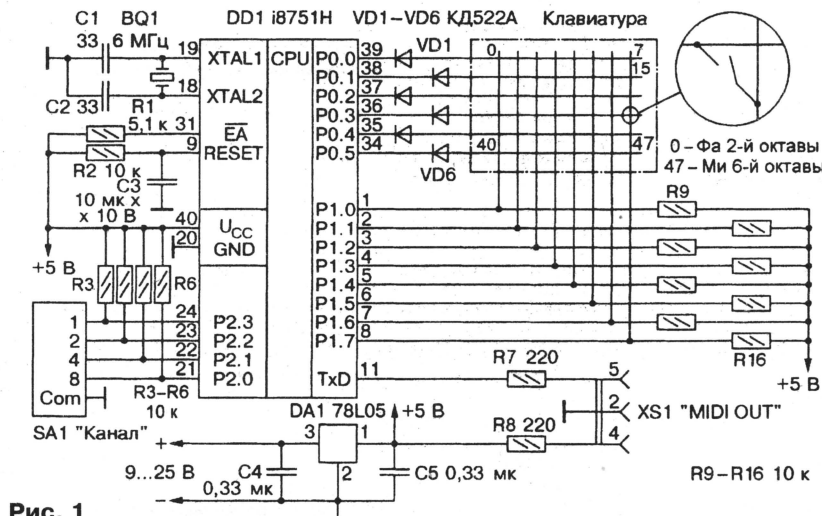 C1 BQ1 DD1 i8751H VD1–VD6 КД522А Клавиатура
33 6 МГц
19 XTAL1 CPU P0.0 39 VD1 0 7
P0.1 38 15
18 XTAL2 P0.2 37
C2 33 R1 P0.3 36
5,1 к 31 EA P0.4 35
9 RESET P0.5 34 40 47
R2 10 к VD6
C3
10 мк х
х 10 В
0 – Фа 2-й октавы
47 – Ми 6-й октавы
40 UCC P1.0 1 R9
20 GND P1.1 2
P1.2 3
+5 В P1.3 4
R3 R6 P1.4 5
P1.5 6
1 24 P2.3 P1.6 7
2 23 P2.2 P1.7 8 R16
4 22 P2.1 +5 В
8 21 P2.0 TxD 11 R7 220 5
Com R3–R6
10 к
SA1 "Канал"
DA1 78L05 +5 В
2 XS1 "MIDI OUT"
+ 3 1 R8 220 4
9...25 В C4 2 C5 0,33 мк R9–R16 10 к
0,33 мк
–
Рис. 1